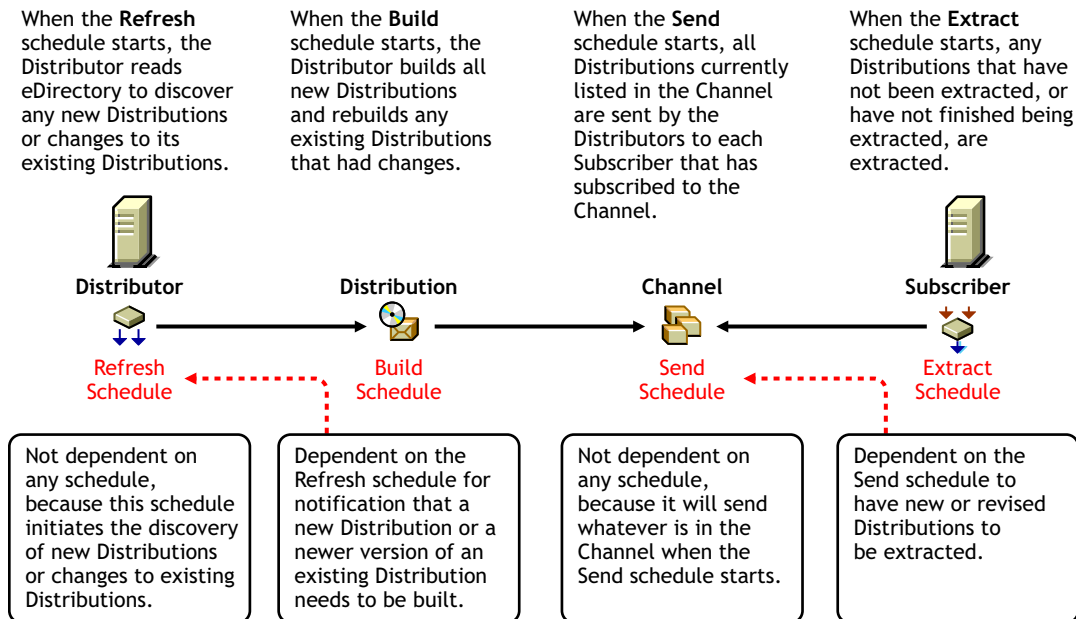 When the Refresh
schedule starts, the
Distributor reads
eDirectory to discover
any new Distributions
or changes to its
existing Distributions.
When the Build
schedule starts, the
Distributor builds all
new Distributions
and rebuilds any
existing Distributions
that had changes.
When the Send
schedule starts, all
Distributions currently
listed in the Channel
are sent by the
Distributors to each
Subscriber that has
subscribed to the
Channel.
When the Extract
schedule starts, any
Distributions that have
not been extracted, or
have not finished being
extracted, are
extracted.
Distributor
Distribution
Channel
Subscriber
Refresh
Schedule
Build
Schedule
Send
Schedule
Extract
Schedule
Not dependent on
any schedule,
because this schedule
initiates the discovery
of new Distributions
or changes to existing
Distributions.
Dependent on the
Refresh schedule for
notification that a
new Distribution or a
newer version of an
existing Distribution
needs to be built.
Not dependent on
any schedule,
because it will send
whatever is in the
Channel when the
Send schedule starts.
Dependent on the
Send schedule to
have new or revised
Distributions to
be extracted.